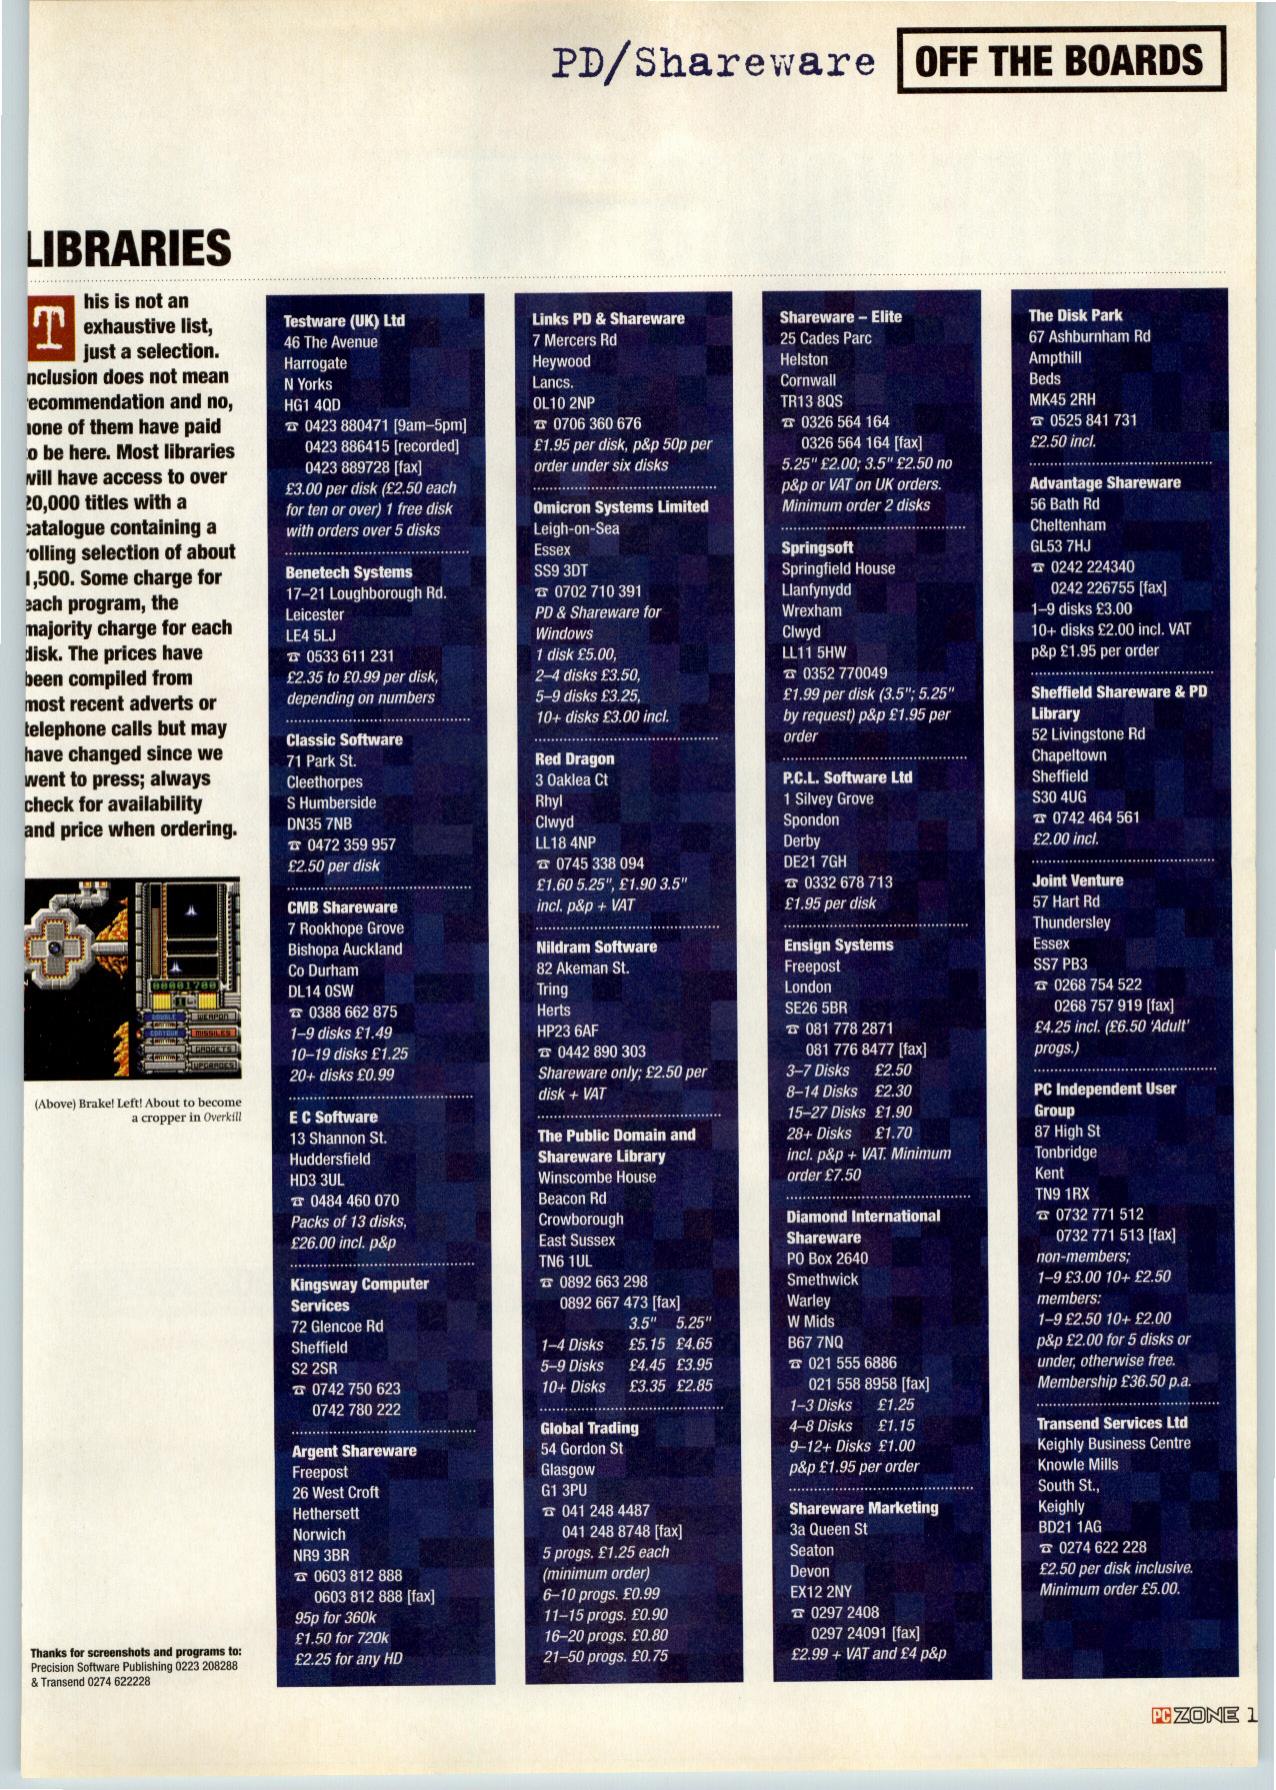 PD/Shareware OFF THE BOARDS
LIBRARIES
This is not an
exhaustive list,
just a selection.
nclusion does not mean
ecommendation and no,
one of them have paid
o be here. Most libraries
will have access to over
20,000 titles with a
catalogue containing a
rolling selection of about
1,500. Some charge for
each program, the
majority charge for each
disk. The prices have
been compiled from
most recent adverts or
telephone calls but may
have changed since we
went to press; always
check for availability
and price when ordering.
00001700
DOUBLE WEAPON
MISSILES
GADGETS
UPGRADES
(Above) Brake! Left! About to become
a cropper in Overkill
Thanks for screenshots and programs to:
Precision Software Publishing 0223 208288
& Transend 0274 622228
Testware (UK) Ltd
46 The Avenue
Harrogate
N Yorks
HG1 4QD
☎ 0423 880471 [9am–5pm]
0423 886415 [recorded]
0423 889728 [fax]
£3.00 per disk (£2.50 each
for ten or over) 1 free disk
with orders over 5 disks
Benetech Systems
17–21 Loughborough Rd.
Leicester
LE4 5LJ
☎ 0533 611 231
£2.35 to £0.99 per disk,
depending on numbers
Classic Software
71 Park St.
Cleethorpes
S Humberside
DN35 7NB
☎ 0472 359 957
£2.50 per disk
CMB Shareware
7 Rookhope Grove
Bishopa Auckland
Co Durham
DL14 0SW
☎ 0388 662 875
1–9 disks £1.49
10–19 disks £1.25
20+ disks £0.99
E C Software
13 Shannon St.
Huddersfield
HD3 3UL
☎ 0484 460 070
Packs of 13 disks,
£26.00 incl. p&p
Kingsway Computer
Services
72 Glencoe Rd
Sheffield
S2 2SR
☎ 0742 750 623
0742 780 222
Argent Shareware
Freepost
26 West Croft
Hethersett
Norwich
NR9 3BR
☎ 0603 812 888
0603 812 888 [fax]
95p for 360k
£1.50 for 720k
£2.25 for any HD
Links PD & Shareware
7 Mercers Rd
Heywood
Lancs.
OL10 2NP
☎ 0706 360 676
£1.95 per disk, p&p 50p per
order under six disks
Omicron Systems Limited
Leigh-on-Sea
Essex
SS9 3DT
☎ 0702 710 391
PD & Shareware for
Windows
1 disk £5.00,
2–4 disks £3.50,
5–9 disks £3.25,
10+ disks £3.00 incl.
Red Dragon
3 Oaklea Ct
Rhyl
Clwyd
LL18 4NP
☎ 0745 338 094
£1.60 5.25", £1.90 3.5"
incl. p&p + VAT
Nildram Software
82 Akeman St.
Tring
Herts
HP23 6AF
☎ 0442 890 303
Shareware only; £2.50 per
disk + VAT
The Public Domain and
Shareware Library
Winscombe House
Beacon Rd
Crowborough
East Sussex
TN6 1UL
☎ 0892 663 298
0892 667 473 [fax]
3.5" 5.25"
1–4 Disks £5.15 £4.65
5–9 Disks £4.45 £3.95
10+ Disks £3.35 £2.85
Global Trading
54 Gordon St
Glasgow
G1 3PU
☎ 041 248 4487
041 248 8748 [fax]
5 progs. £1.25 each
(minimum order)
6–10 progs. £0.99
11–15 progs. £0.90
16–20 progs. £0.80
21–50 progs. £0.75
Shareware – Elite
25 Cades Parc
Helston
Cornwall
TR13 8QS
☎ 0326 564 164
0326 564 164 [fax]
5.25" £2.00; 3.5" £2.50 no
p&p or VAT on UK orders.
Minimum order 2 disks
Springsoft
Springfield House
Llanfynydd
Wrexham
Clwyd
LL11 5HW
☎ 0352 770049
£1.99 per disk (3.5"; 5.25"
by request) p&p £1.95 per
order
P.C.L. Software Ltd
1 Silvey Grove
Spondon
Derby
DE21 7GH
☎ 0332 678 713
£1.95 per disk
Ensign Systems
Freepost
London
SE26 5BR
☎ 081 778 2871
081 776 8477 [fax]
3–7 Disks £2.50
8–14 Disks £2.30
15–27 Disks £1.90
28+ Disks £1.70
incl. p&p + VAT. Minimum
order £7.50
Diamond International
Shareware
PO Box 2640
Smethwick
Warley
W Mids
B67 7NQ
☎ 021 555 6886
021 558 8958 [fax]
1–3 Disks £1.25
4–8 Disks £1.15
9–12+ Disks £1.00
p&p £1.95 per order
Shareware Marketing
3a Queen St
Seaton
Devon
EX12 2NY
☎ 0297 2408
0297 24091 [fax]
£2.99 + VAT and £4 p&p
The Disk Park
67 Ashburnham Rd
Ampthill
Beds
MK45 2RH
☎ 0525 841 731
£2.50 incl.
Advantage Shareware
56 Bath Rd
Cheltenham
GL53 7HJ
☎ 0242 224340
0242 226755 [fax]
1–9 disks £3.00
10+ disks £2.00 incl. VAT
p&p £1.95 per order
Sheffield Shareware & PD
Library
52 Livingstone Rd
Chapeltown
Sheffield
S30 4UG
☎ 0742 464 561
£2.00 incl.
Joint Venture
57 Hart Rd
Thundersley
Essex
SS7 PB3
☎ 0268 754 522
0268 757 919 [fax]
£4.25 incl. (£6.50 'Adult'
progs.)
PC Independent User
Group
87 High St
Tonbridge
Kent
TN9 1RX
☎ 0732 771 512
0732 771 513 [fax]
non-members;
1–9 £3.00 10+ £2.50
members:
1–9 £2.50 10+ £2.00
p&p £2.00 for 5 disks or
under, otherwise free.
Membership £36.50 p.a.
Transend Services Ltd
Keighly Business Centre
Knowle Mills
South St.,
Keighly
BD21 1AG
☎ 0274 622 228
£2.50 per disk inclusive.
Minimum order £5.00.
PC ZONE 1